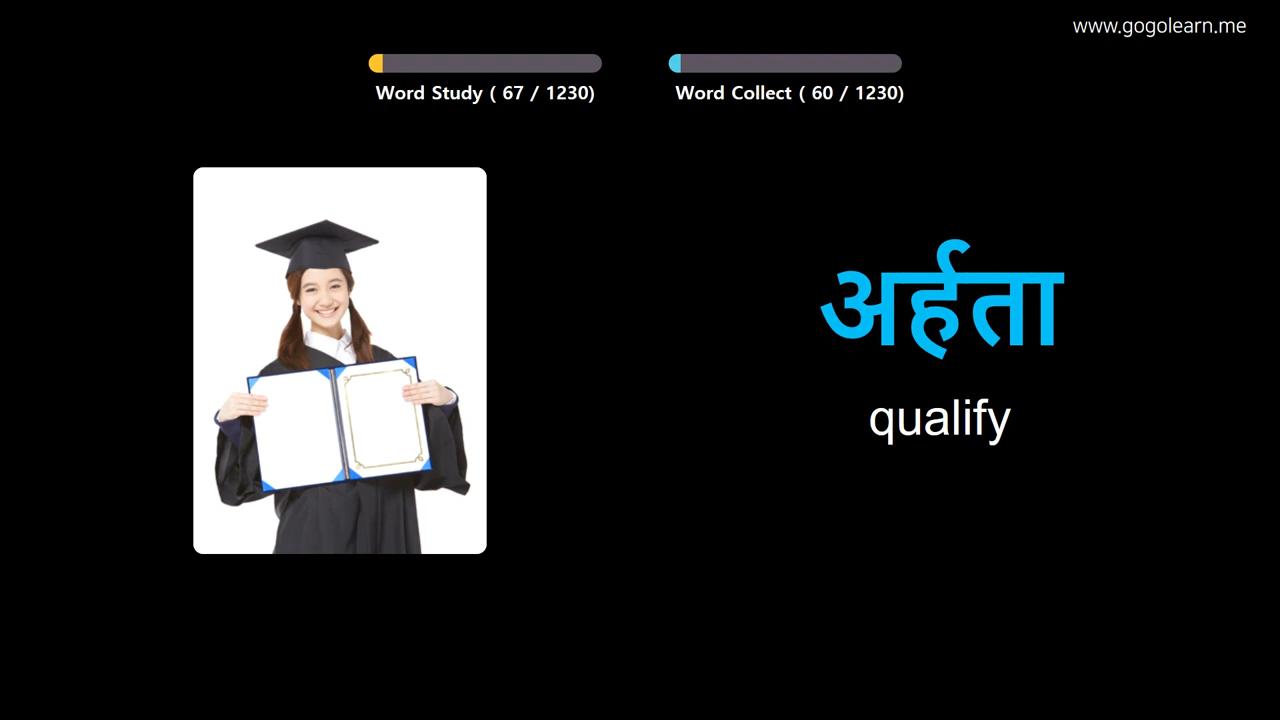 www.gogolearn.me
Word Study ( 67 / 1230)
Word Collect ( 60 / 1230)
अर्हता
qualify